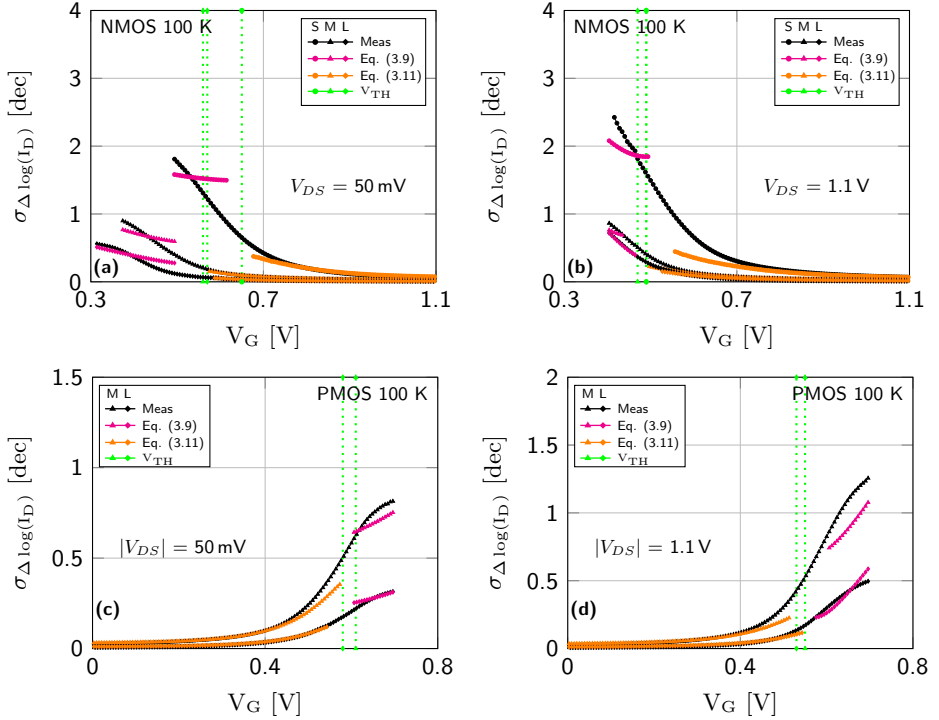 NMOS 100 K
S M L
Meas
Eq. (3.9)
Eq. (3.11)
V_TH
V_DS = 50 mV
(a)
4
3
2
1
0
0.3
0.7
1.1
V_G [V]
σ_Δ log(I_D) [dec]
NMOS 100 K
S M L
Meas
Eq. (3.9)
Eq. (3.11)
V_TH
V_DS = 1.1 V
(b)
4
3
2
1
0
0.3
0.7
1.1
V_G [V]
σ_Δ log(I_D) [dec]
PMOS 100 K
M L
Meas
Eq. (3.9)
Eq. (3.11)
V_TH
|V_DS| = 50 mV
(c)
1.5
1
0.5
0
0
0.4
0.8
V_G [V]
σ_Δ log(I_D) [dec]
PMOS 100 K
M L
Meas
Eq. (3.9)
Eq. (3.11)
V_TH
|V_DS| = 1.1 V
(d)
2
1.5
1
0.5
0
0
0.4
0.8
V_G [V]
σ_Δ log(I_D) [dec]